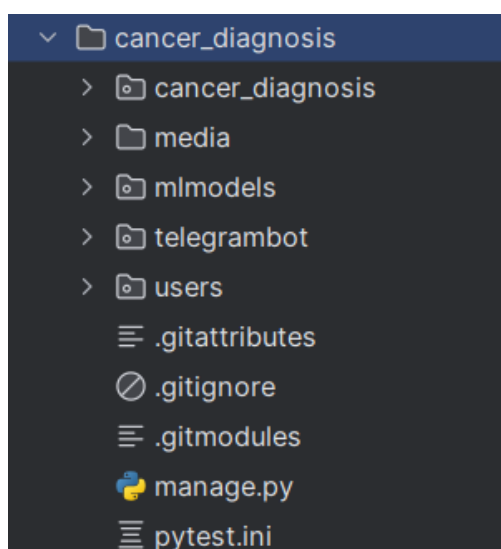 cancer_diagnosis
cancer_diagnosis
media
mlmodels
telegrambot
users
.gitattributes
.gitignore
.gitmodules
manage.py
pytest.ini